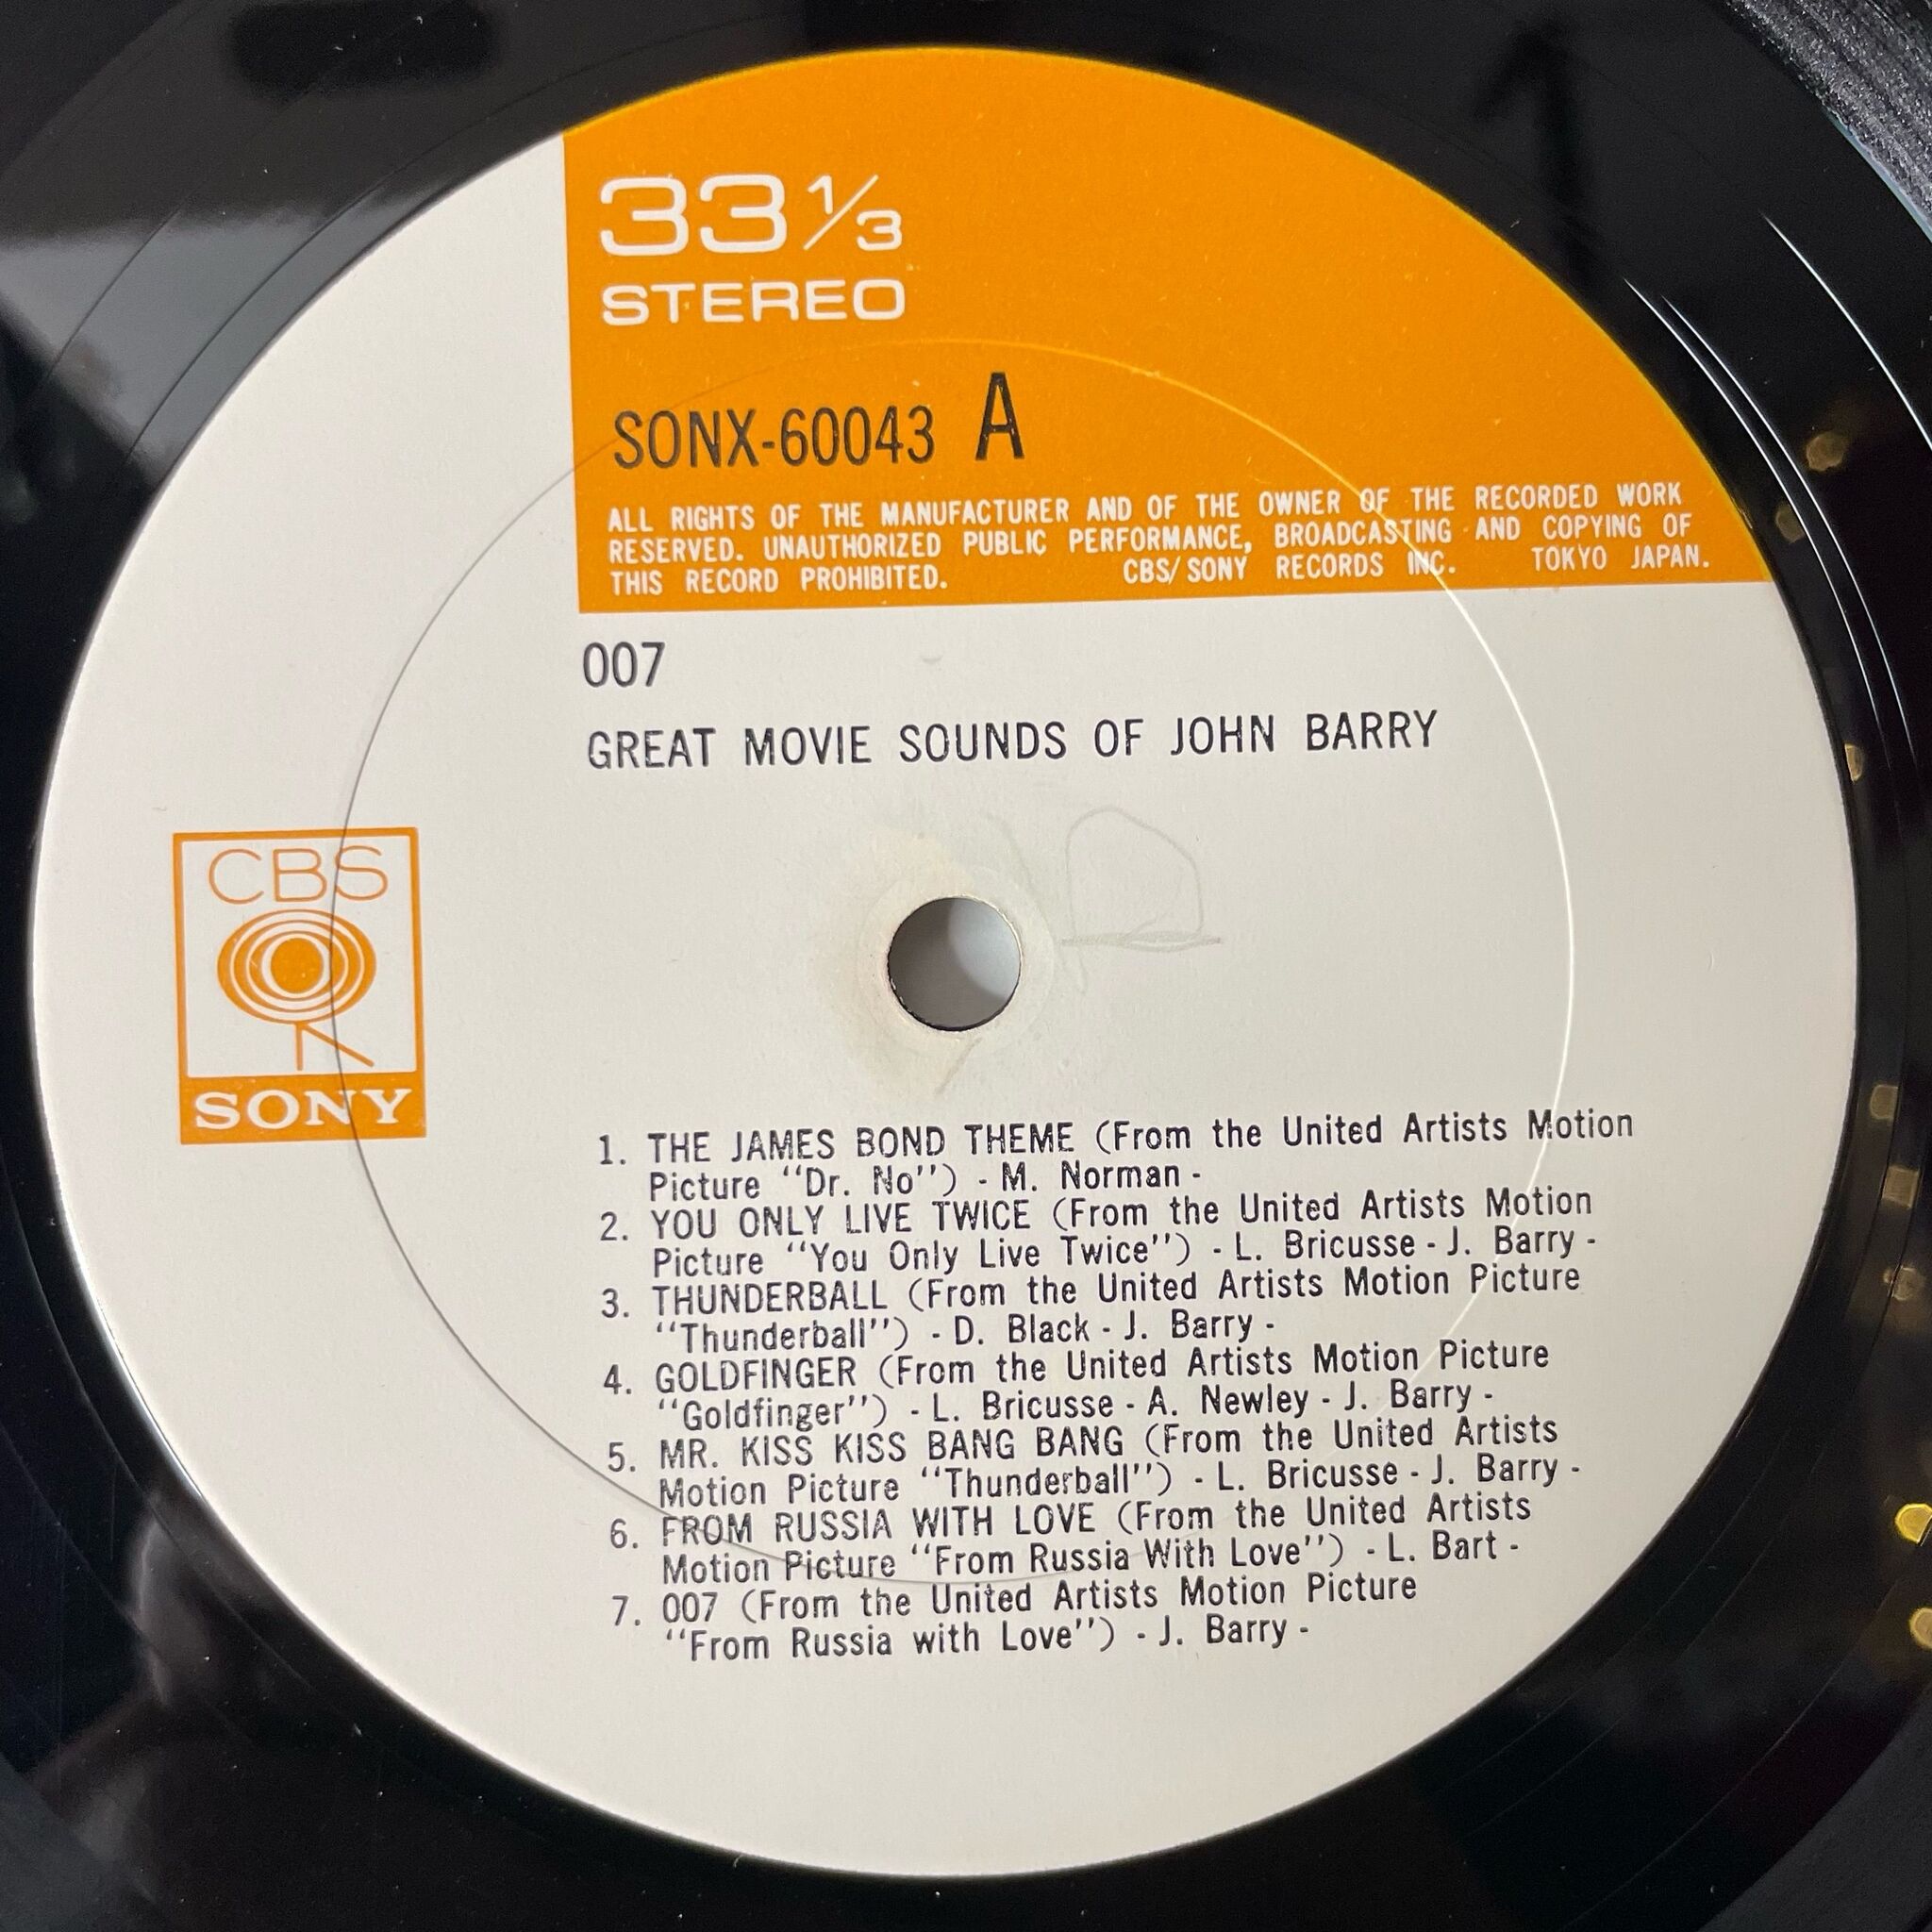 33 1/3
STEREO
SONX-60043 A
ALL RIGHTS OF THE MANUFACTURER AND OF THE OWNER OF THE RECORDED WORK
RESERVED. UNAUTHORIZED PUBLIC PERFORMANCE, BROADCASTING AND COPYING OF
THIS RECORD PROHIBITED. CBS/SONY RECORDS INC. TOKYO JAPAN.
007
GREAT MOVIE SOUNDS OF JOHN BARRY
CBS
SONY
1. THE JAMES BOND THEME (From the United Artists Motion
Picture "Dr. No") - M. Norman -
2. YOU ONLY LIVE TWICE (From the United Artists Motion
Picture "You Only Live Twice") - L. Bricusse - J. Barry -
3. THUNDERBALL (From the United Artists Motion Picture
"Thunderball") - D. Black - J. Barry -
4. GOLDFINGER (From the United Artists Motion Picture
"Goldfinger") - L. Bricusse - A. Newley - J. Barry -
5. MR. KISS KISS BANG BANG (From the United Artists
Motion Picture "Thunderball") - L. Bricusse - J. Barry -
6. FROM RUSSIA WITH LOVE (From the United Artists
Motion Picture "From Russia With Love") - L. Bart -
7. 007 (From the United Artists Motion Picture
"From Russia with Love") - J. Barry -